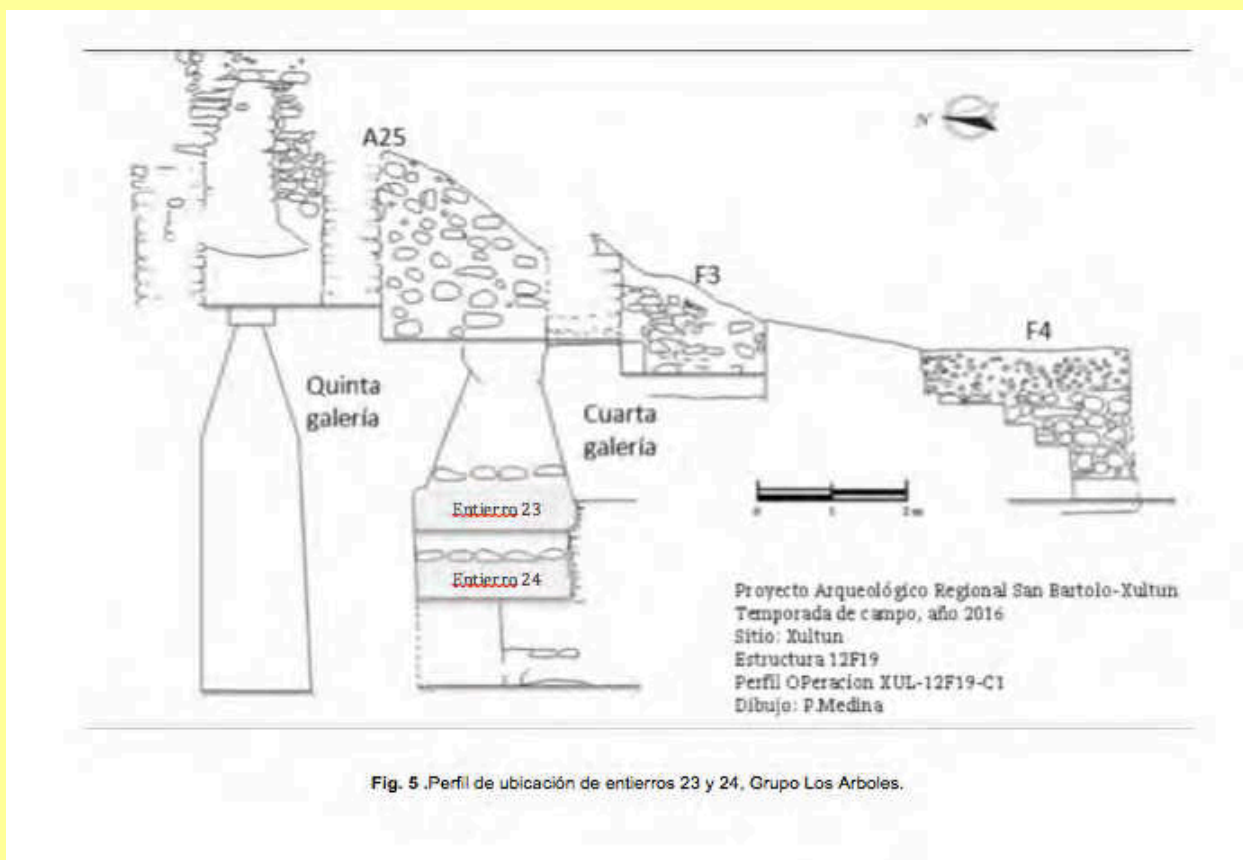 N
A25
F3
F4
Quinta
galería
Cuarta
galería
Entierro 23
Entierro 24
0 1 2 m
Proyecto Arqueológico Regional San Bartolo-Xultun
Temporada de campo, año 2016
Sitio: Xultun
Estructura 12F19
Perfil OPeracion XUL-12F19-C1
Dibujo: P.Medina
Fig. 5 .Perfil de ubicación de entierros 23 y 24, Grupo Los Arboles.